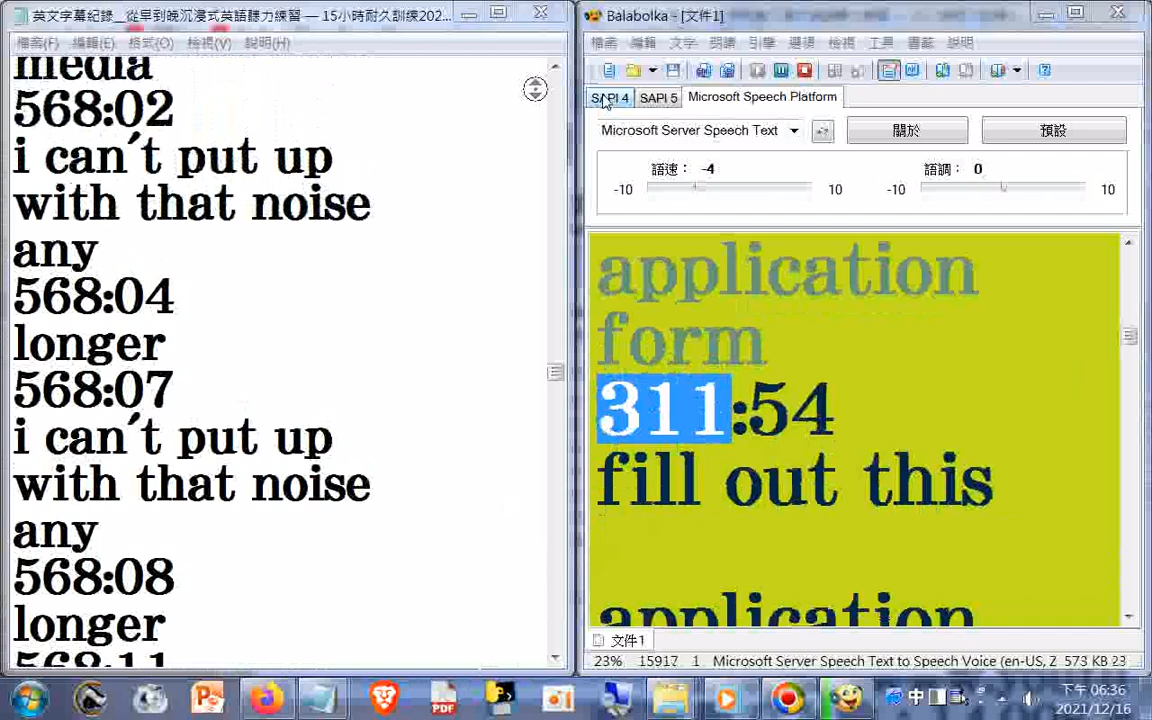 英文字幕紀錄__從早到晚沉浸式英語聽力練習 — 15小時耐久訓練202...
檔案(F) 編輯(E) 格式(O) 檢視(V) 說明(H)
media
568:02
i can't put up
with that noise
any
568:04
longer
568:07
i can't put up
with that noise
any
568:08
longer
568:11
Balabolka - [文件1]
檔案 編輯 文字 朗讀 引擎 選項 檢視 工具 書籤 說明
SAPI 4 SAPI 5 Microsoft Speech Platform
Microsoft Server Speech Text 關於 預設
語速： -4 語調： 0
-10 10 -10 10
application
form
311:54
fill out this
application
文件1
23% 15917 1 Microsoft Server Speech Text to Speech Voice (en-US, Z 573 KB 23
PDF
中
下午 06:36
2021/12/16